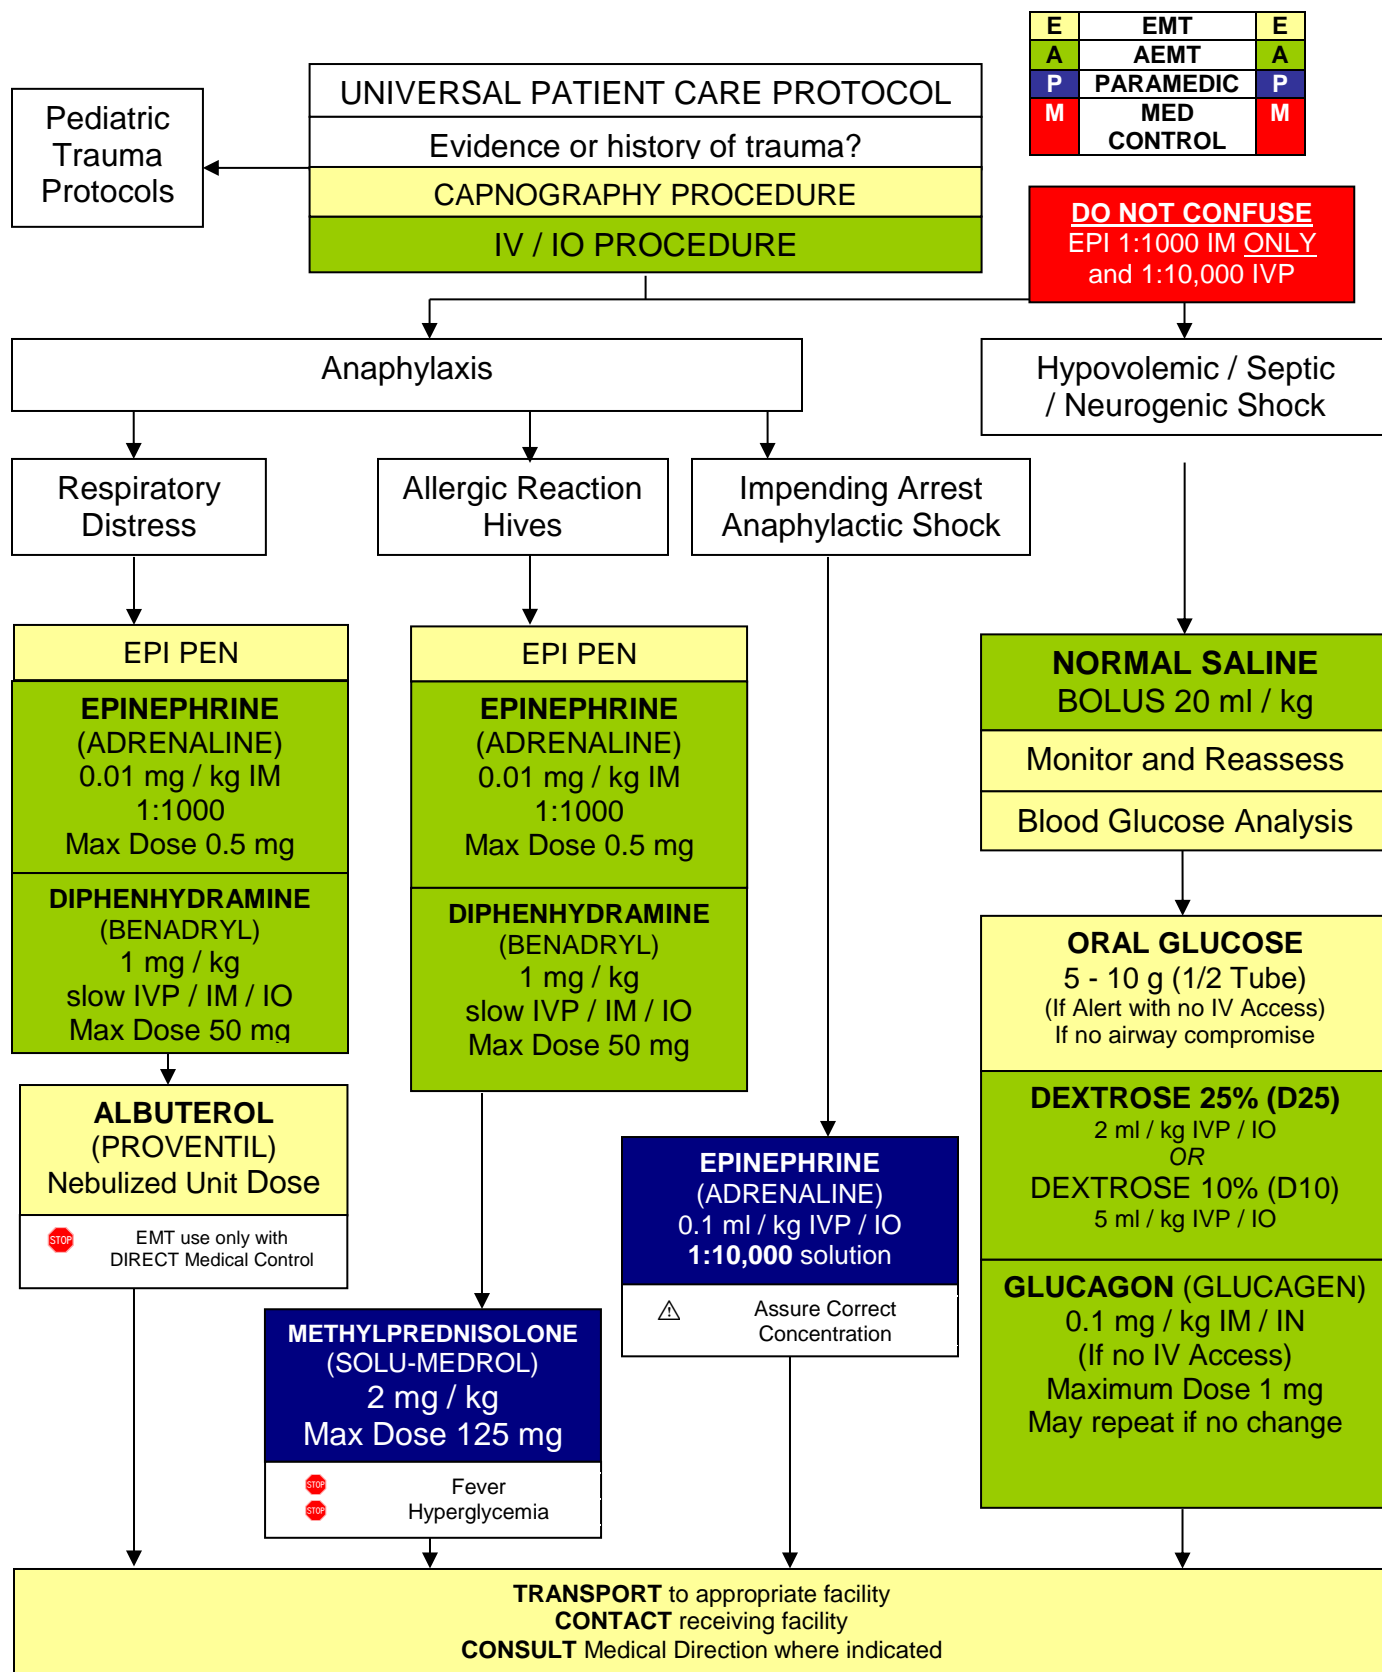 E EMT E
A AEMT A
P PARAMEDIC P
M MED M
CONTROL
UNIVERSAL PATIENT CARE PROTOCOL
Evidence or history of trauma?
CAPNOGRAPHY PROCEDURE
IV / IO PROCEDURE
Pediatric
Trauma
Protocols
DO NOT CONFUSE
EPI 1:1000 IM ONLY
and 1:10,000 IVP
Anaphylaxis
Hypovolemic / Septic
/ Neurogenic Shock
Respiratory
Distress
Allergic Reaction
Hives
Impending Arrest
Anaphylactic Shock
EPI PEN
EPINEPHRINE
(ADRENALINE)
0.01 mg / kg IM
1:1000
Max Dose 0.5 mg
DIPHENHYDRAMINE
(BENADRYL)
1 mg / kg
slow IVP / IM / IO
Max Dose 50 mg
ALBUTEROL
(PROVENTIL)
Nebulized Unit Dose
STOP EMT use only with
DIRECT Medical Control
EPI PEN
EPINEPHRINE
(ADRENALINE)
0.01 mg / kg IM
1:1000
Max Dose 0.5 mg
DIPHENHYDRAMINE
(BENADRYL)
1 mg / kg
slow IVP / IM / IO
Max Dose 50 mg
METHYLPREDNISOLONE
(SOLU-MEDROL)
2 mg / kg
Max Dose 125 mg
STOP Fever
STOP Hyperglycemia
EPINEPHRINE
(ADRENALINE)
0.1 ml / kg IVP / IO
1:10,000 solution
Assure Correct
Concentration
NORMAL SALINE
BOLUS 20 ml / kg
Monitor and Reassess
Blood Glucose Analysis
ORAL GLUCOSE
5 - 10 g (1/2 Tube)
(If Alert with no IV Access)
If no airway compromise
DEXTROSE 25% (D25)
2 ml / kg IVP / IO
OR
DEXTROSE 10% (D10)
5 ml / kg IVP / IO
GLUCAGON (GLUCAGEN)
0.1 mg / kg IM / IN
(If no IV Access)
Maximum Dose 1 mg
May repeat if no change
TRANSPORT to appropriate facility
CONTACT receiving facility
CONSULT Medical Direction where indicated